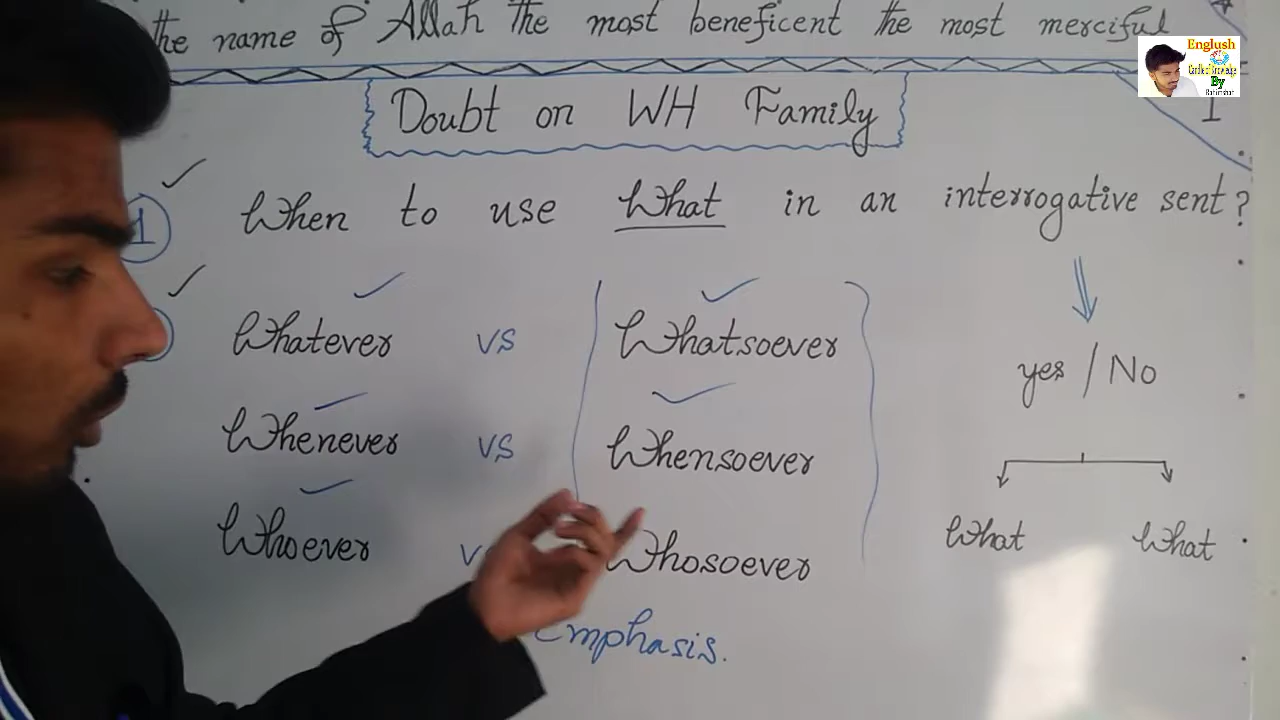 the name of Allah the most beneficent the most merciful
Englush
By
1
Doubt on WH Family
1 When to use What in an interrogative sent?
Whatever vs Whatsoever
yes / No
Whenever vs Whensoever
Whoever vs Whosoever
What What
Emphasis.